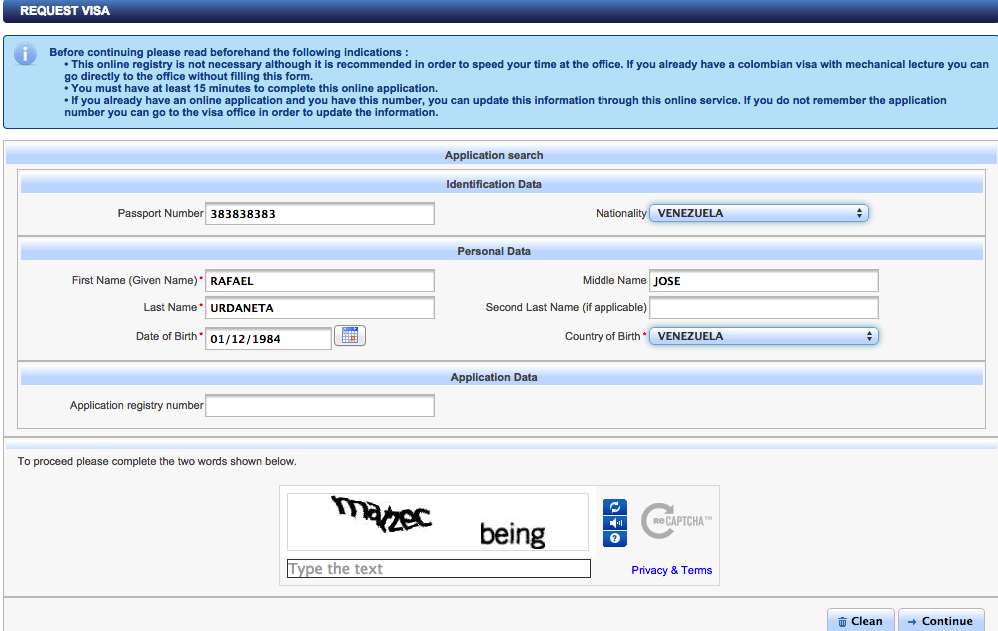 REQUEST VISA
Before continuing please read beforehand the following indications :
• This online registry is not necessary although it is recommended in order to speed your time at the office. If you already have a colombian visa with mechanical lecture you can
go directly to the office without filling this form.
• You must have at least 15 minutes to complete this online application.
• If you already have an online application and you have this number, you can update this information through this online service. If you do not remember the application
number you can go to the visa office in order to update the information.
Application search
Identification Data
Passport Number 383838383 Nationality VENEZUELA
Personal Data
First Name (Given Name)* RAFAEL Middle Name JOSE
Last Name* URDANETA Second Last Name (if applicable)
Date of Birth* 01/12/1984 Country of Birth* VENEZUELA
Application Data
Application registry number
To proceed please complete the two words shown below.
reCAPTCHA™
Type the text
Privacy & Terms
Clean Continue